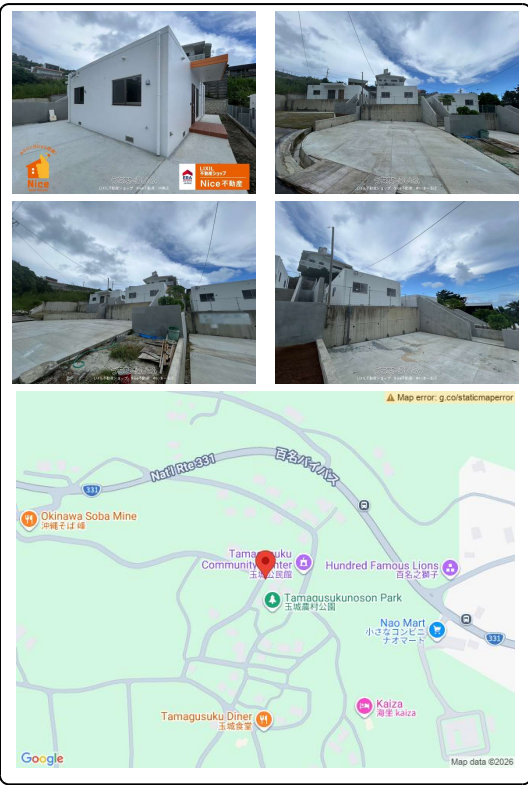 Nice
LIXIL
不動産ショップ
ERA
Nice不動産
Map error: g.co/staticmaperror
Nat'l Rte 331
百名バイパス
331
Okinawa Soba Mine
沖縄そば 峰
Tamagusuku
Community Center
玉城公民館
Hundred Famous Lions
百名之獅子
Tamagusukunoson Park
玉城農村公園
Nao Mart
小さなコンビニ
ナオマート
331
Kaiza
海坐 kaiza
Tamagusuku Diner
玉城食堂
Google
Map data ©2026